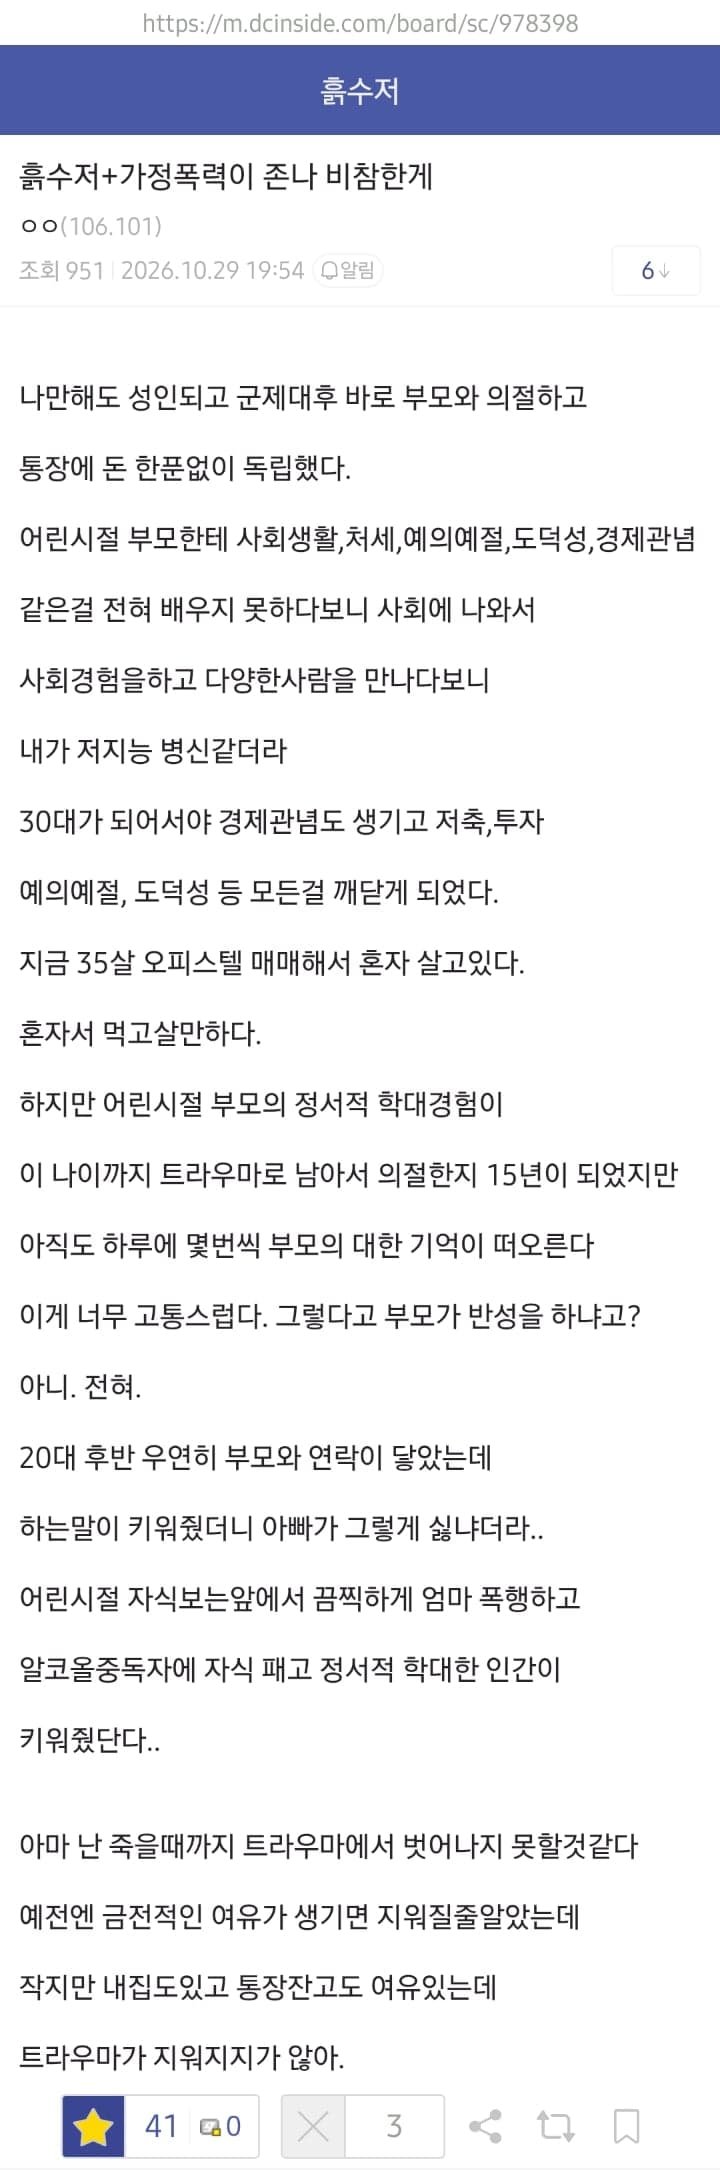 https://m.dcinside.com/board/sc/978398
흙수저
흙수저+가정폭력이 존나 비참한게
ㅇㅇ(106.101)
조회 951 2026.10.29 19:54 알림
6↓
나만해도 성인되고 군제대후 바로 부모와 의절하고
통장에 돈 한푼없이 독립했다.
어린시절 부모한테 사회생활,처세,예의예절,도덕성,경제관념
같은걸 전혀 배우지 못하다보니 사회에 나와서
사회경험을하고 다양한사람을 만나다보니
내가 저지능 병신같더라
30대가 되어서야 경제관념도 생기고 저축,투자
예의예절, 도덕성 등 모든걸 깨닫게 되었다.
지금 35살 오피스텔 매매해서 혼자 살고있다.
혼자서 먹고살만하다.
하지만 어린시절 부모의 정서적 학대경험이
이 나이까지 트라우마로 남아서 의절한지 15년이 되었지만
아직도 하루에 몇번씩 부모의 대한 기억이 떠오른다
이게 너무 고통스럽다. 그렇다고 부모가 반성을 하냐고?
아니. 전혀.
20대 후반 우연히 부모와 연락이 닿았는데
하는말이 키워줬더니 아빠가 그렇게 싫냐더라..
어린시절 자식보는앞에서 끔찍하게 엄마 폭행하고
알코올중독자에 자식 패고 정서적 학대한 인간이
키워줬단다..
아마 난 죽을때까지 트라우마에서 벗어나지 못할것같다
예전엔 금전적인 여유가 생기면 지워질줄알았는데
작지만 내집도있고 통장잔고도 여유있는데
트라우마가 지워지지가 않아.
41 0 3